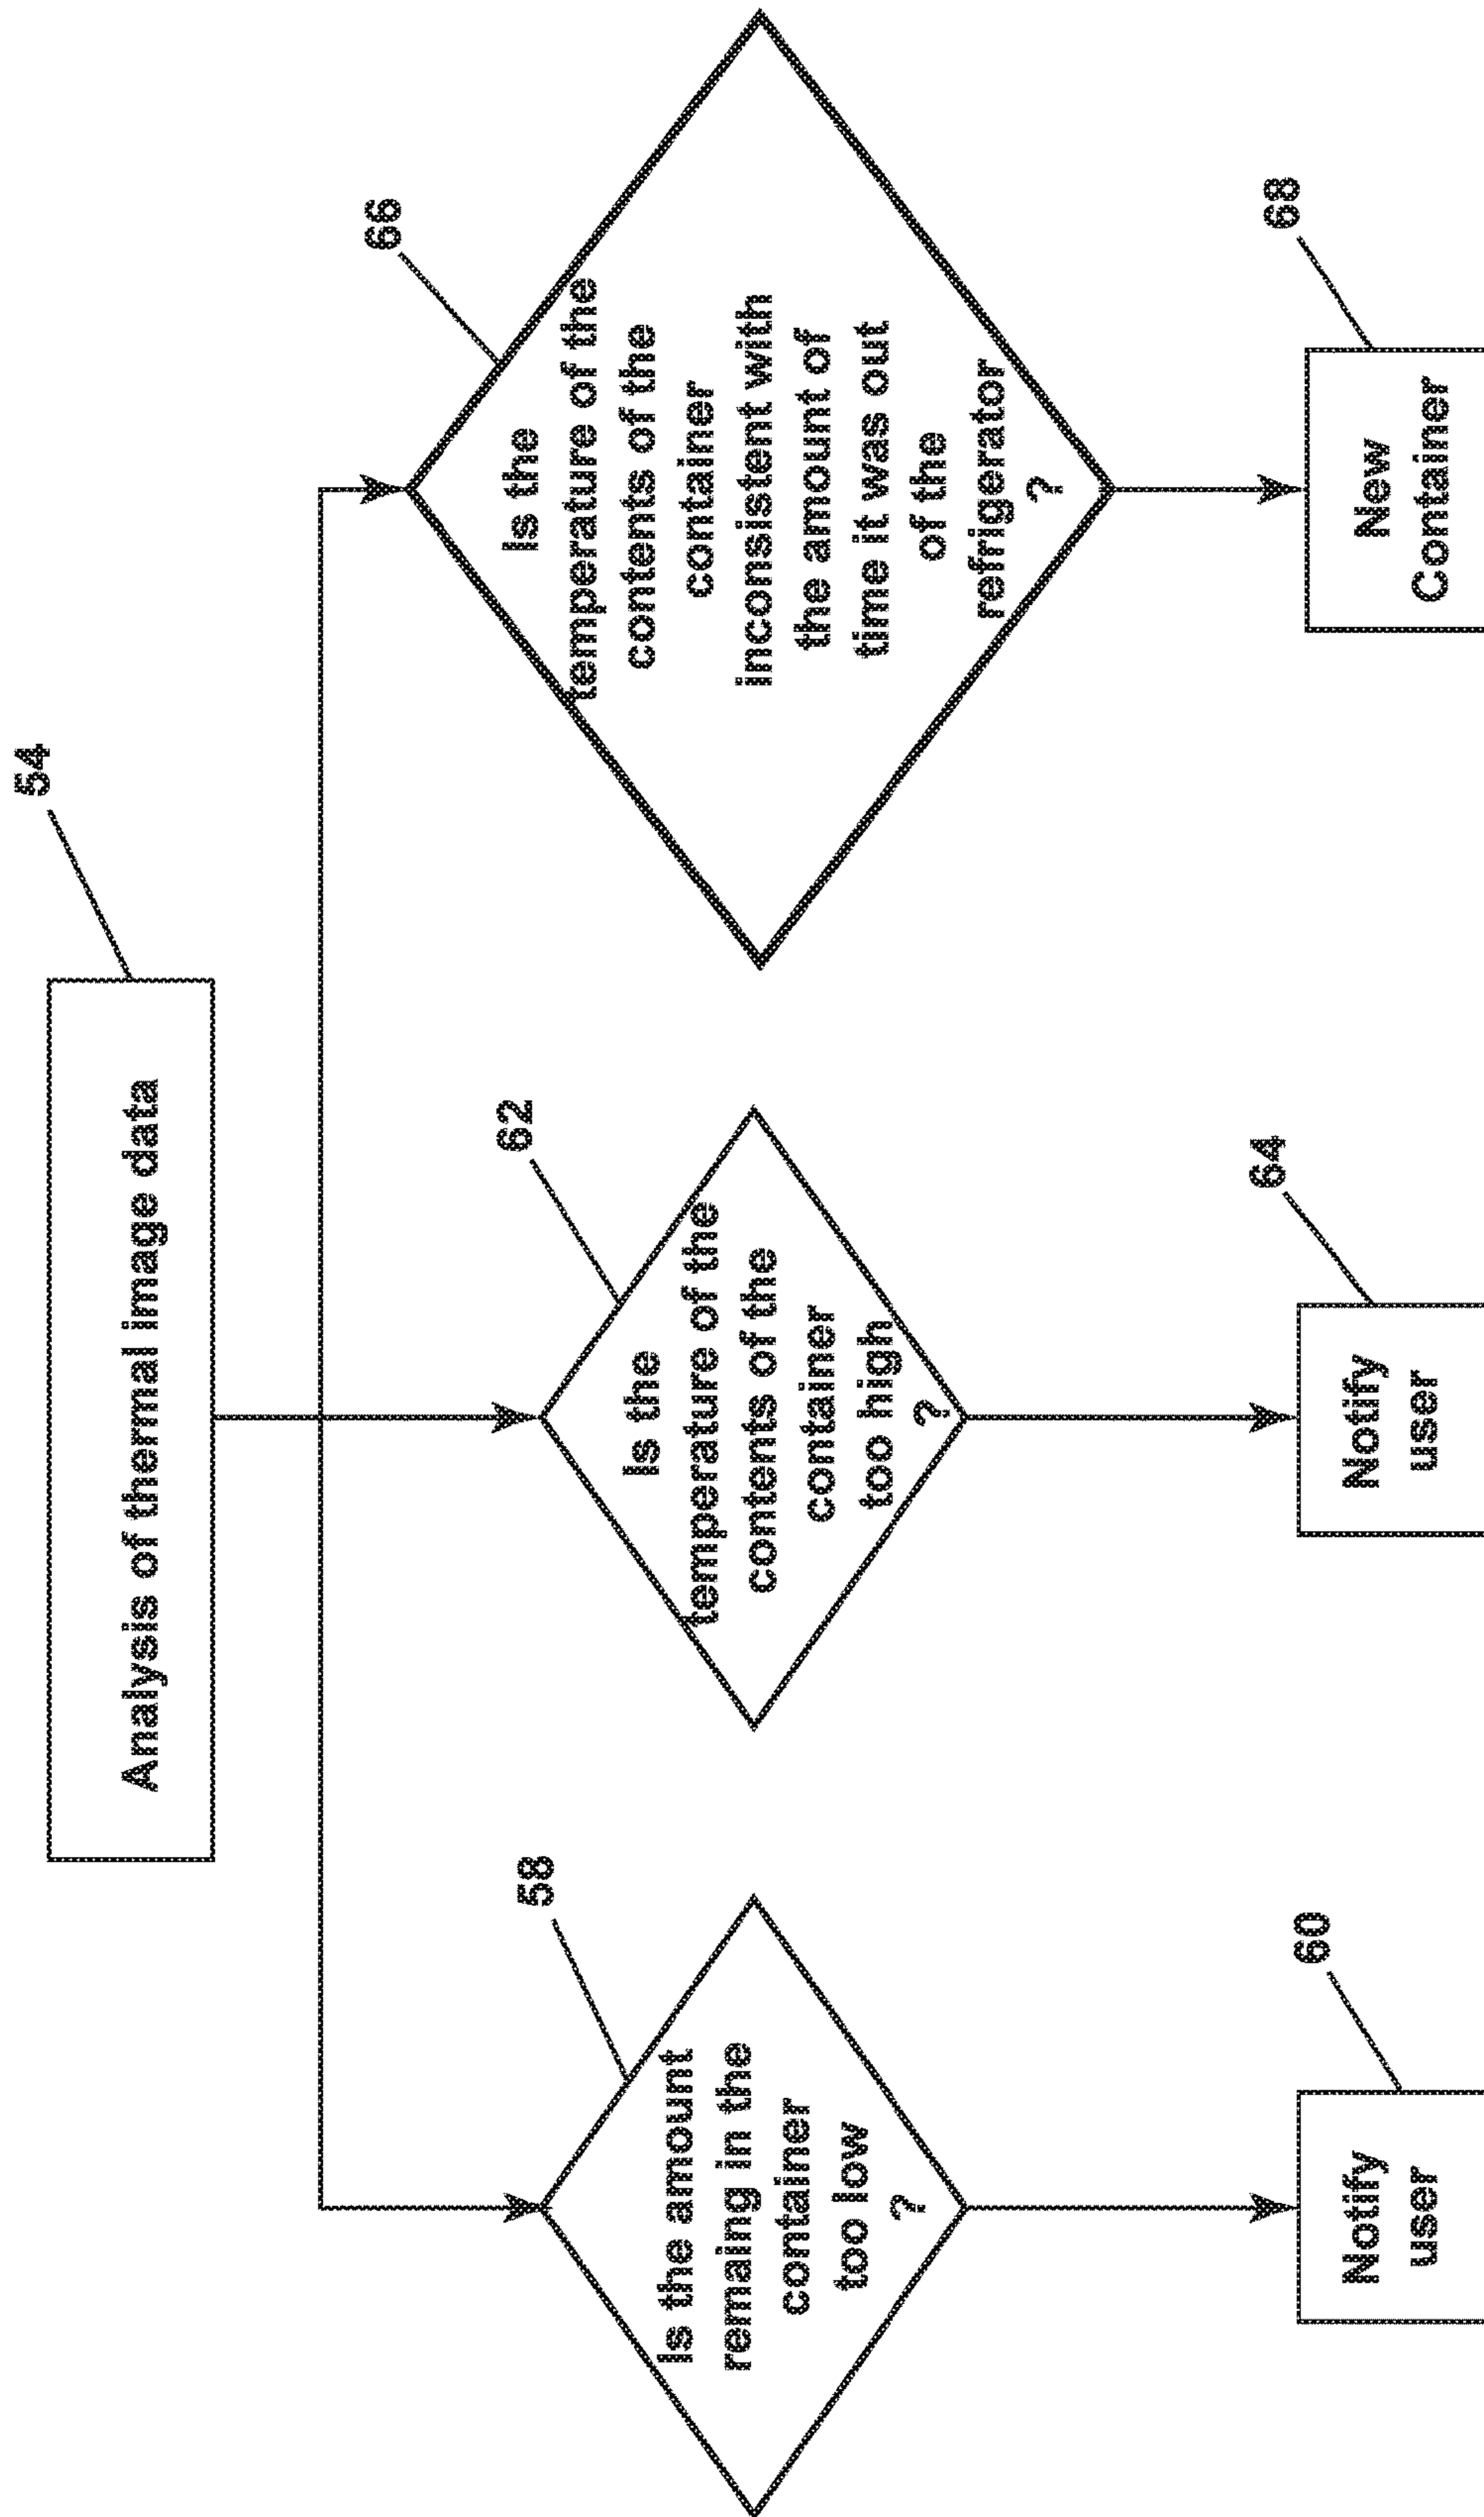 54
Analysis of thermal image data
58
Is the amount
remaing in the
container
too low
?
60
Notify
user
62
Is the
temperature of the
contents of the
container
too high
?
64
Notify
user
66
Is the
temperature of the
contents of the
container
inconsistent with
the amount of
time it was out
of the
refrigerator
?
68
New
Container